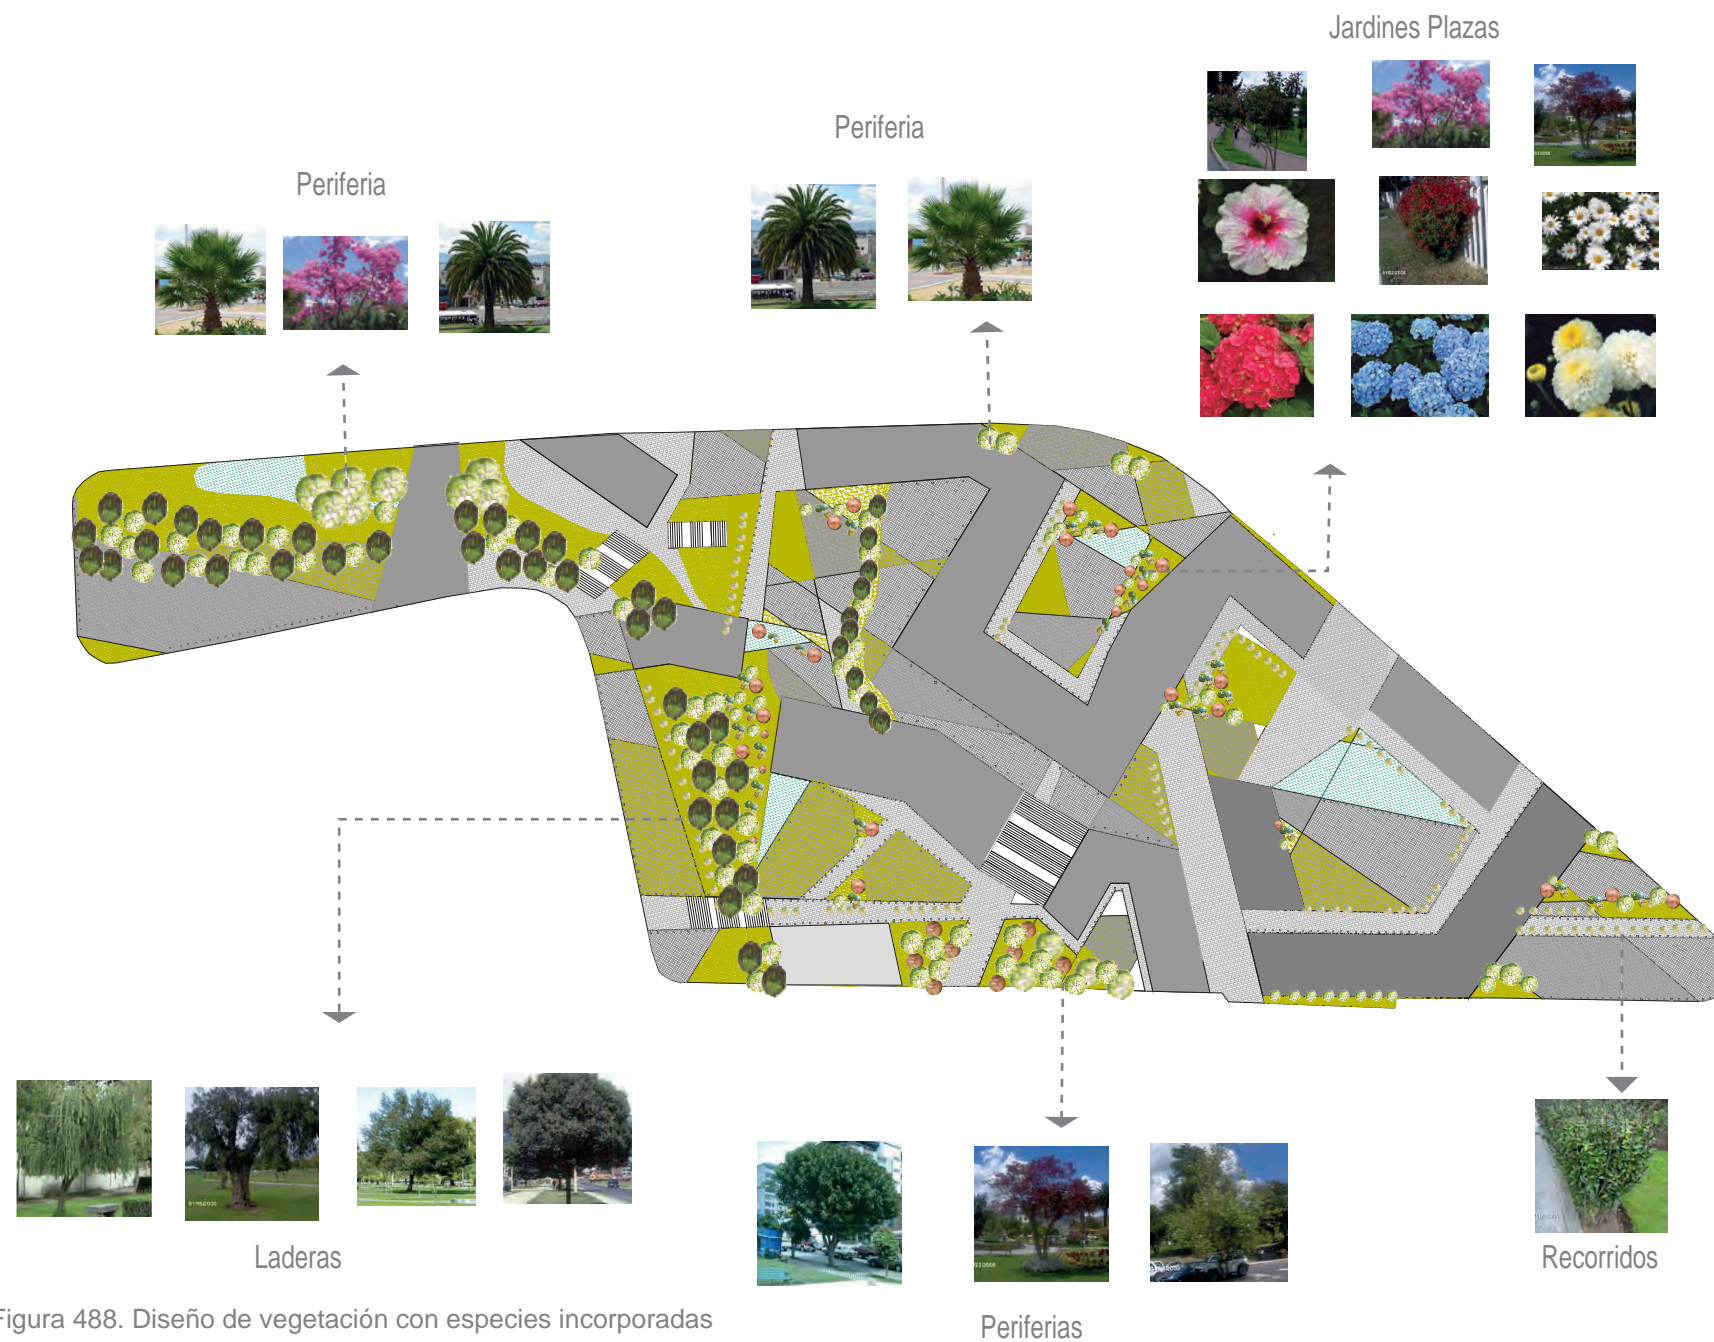 Jardines Plazas
Periferia
Periferia
Laderas
Recorridos
Periferias
Figura 488. Diseño de vegetación con especies incorporadas